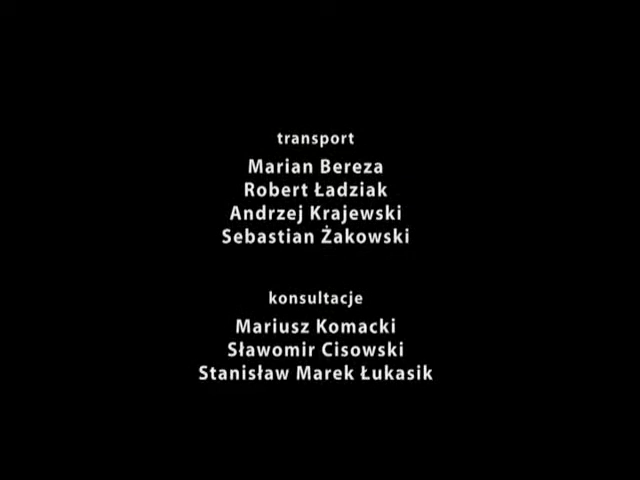 transport
Marian Bereza
Robert Ładziak
Andrzej Krajewski
Sebastian Żakowski
konsultacje
Mariusz Komacki
Sławomir Cisowski
Stanisław Marek Łukasik